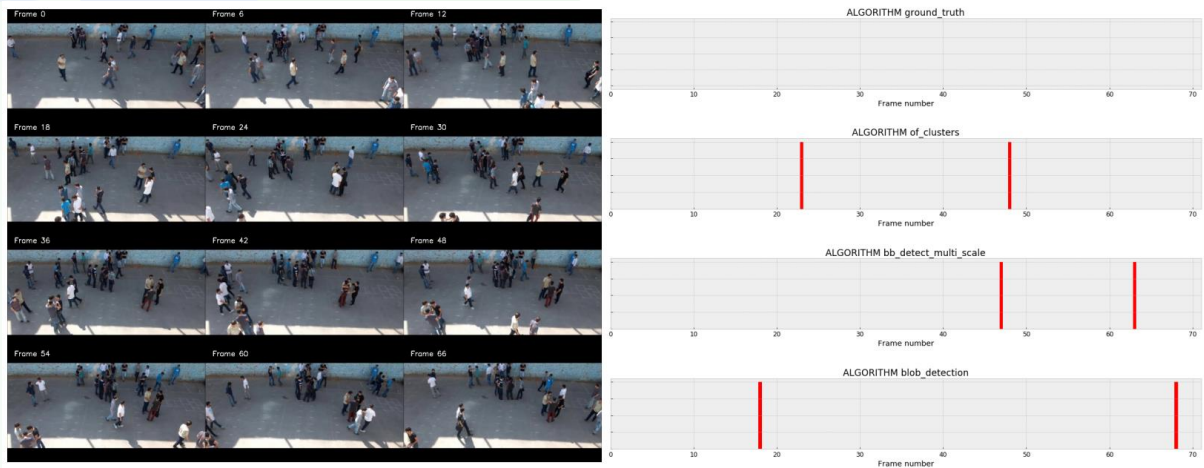 Frame 0 Frame 6 Frame 12
Frame 18 Frame 24 Frame 30
Frame 36 Frame 42 Frame 48
Frame 54 Frame 60 Frame 66
ALGORITHM ground_truth
0 10 20 30 40 50 60 70
Frame number
ALGORITHM of_clusters
0 10 20 30 40 50 60 70
Frame number
ALGORITHM bb_detect_multi_scale
0 10 20 30 40 50 60 70
Frame number
ALGORITHM blob_detection
0 10 20 30 40 50 60 70
Frame number